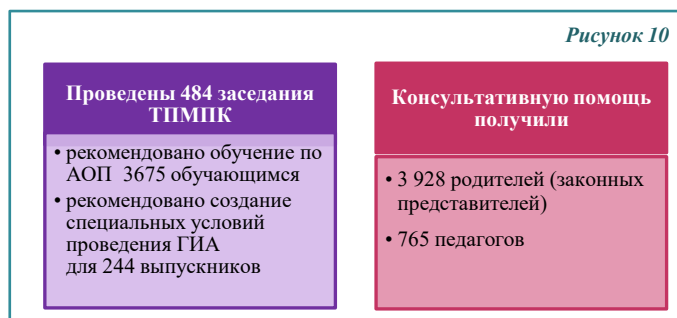 Рисунок 10
Проведены 484 заседания
ТПМПК
• рекомендовано обучение по
АОП 3675 обучающимся
• рекомендовано создание
специальных условий
проведения ГИА
для 244 выпускников
Консультативную помощь
получили
• 3 928 родителей (законных
представителей)
• 765 педагогов